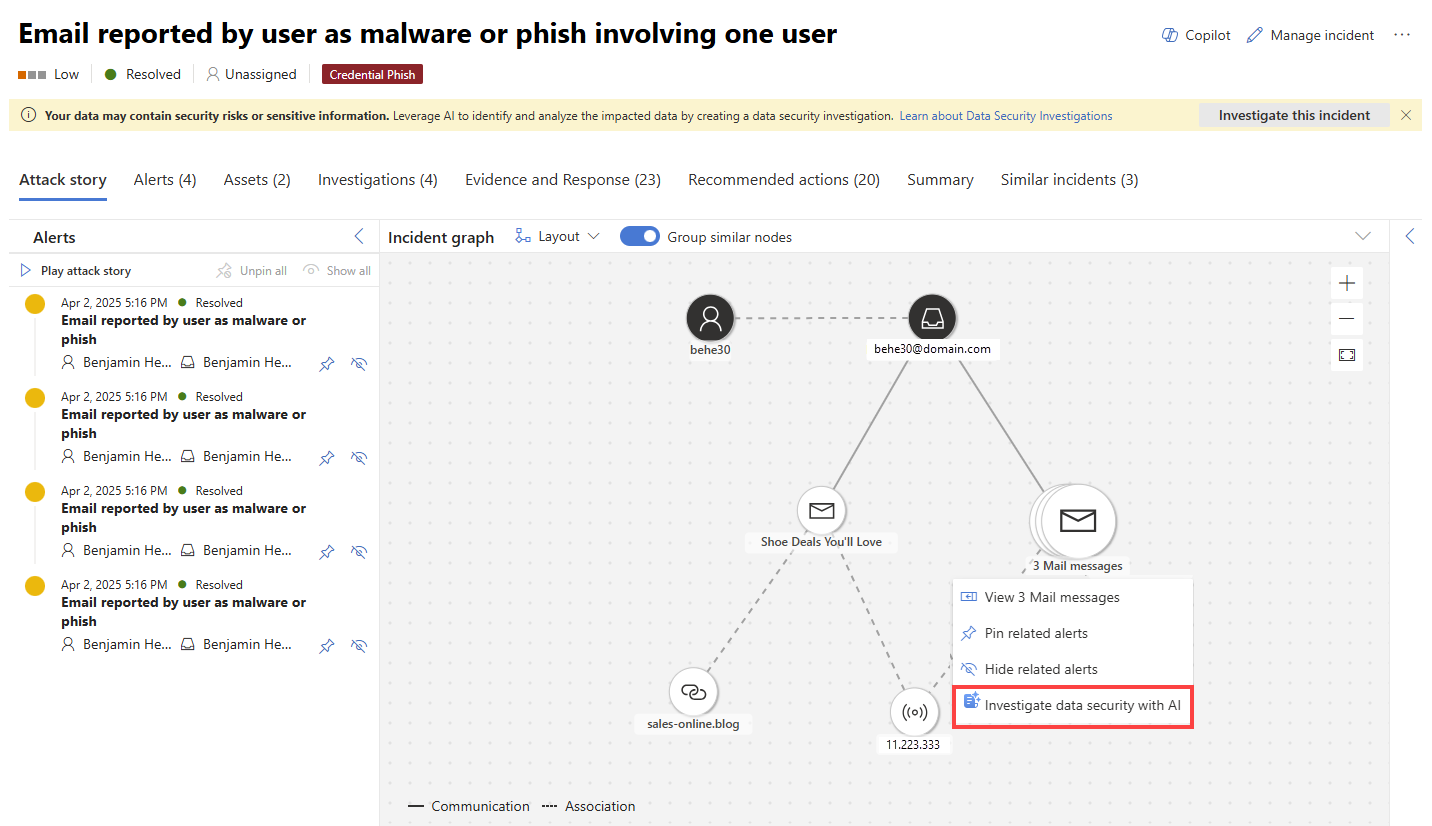 Email reported by user as malware or phish involving one user
Copilot
Manage incident
Low
Resolved
Unassigned
Credential Phish
Your data may contain security risks or sensitive information. Leverage AI to identify and analyze the impacted data by creating a data security investigation. Learn about Data Security Investigations
Investigate this incident
Attack story
Alerts (4)
Assets (2)
Investigations (4)
Evidence and Response (23)
Recommended actions (20)
Summary
Similar incidents (3)
Alerts
Play attack story
Unpin all
Show all
Apr 2, 2025 5:16 PM
Resolved
Email reported by user as malware or
phish
Benjamin He...
Benjamin He...
Apr 2, 2025 5:16 PM
Resolved
Email reported by user as malware or
phish
Benjamin He...
Benjamin He...
Apr 2, 2025 5:16 PM
Resolved
Email reported by user as malware or
phish
Benjamin He...
Benjamin He...
Apr 2, 2025 5:16 PM
Resolved
Email reported by user as malware or
phish
Benjamin He...
Benjamin He...
Incident graph
Layout
Group similar nodes
behe30
behe30@domain.com
Shoe Deals You'll Love
3 Mail messages
View 3 Mail messages
Pin related alerts
Hide related alerts
Investigate data security with AI
sales-online.blog
11.223.333
Communication
Association